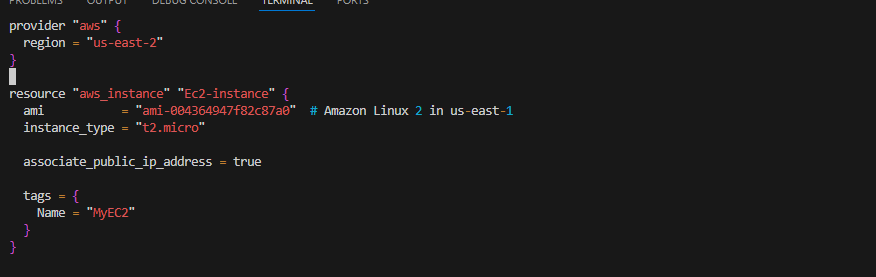 PROBLEMS OUTPUT DEBUG CONSOLE TERMINAL PORTS
provider "aws" {
  region = "us-east-2"
}
resource "aws_instance" "Ec2-instance" {
  ami           = "ami-004364947f82c87a0"  # Amazon Linux 2 in us-east-1
  instance_type = "t2.micro"
  associate_public_ip_address = true
  tags = {
    Name = "MyEC2"
  }
}